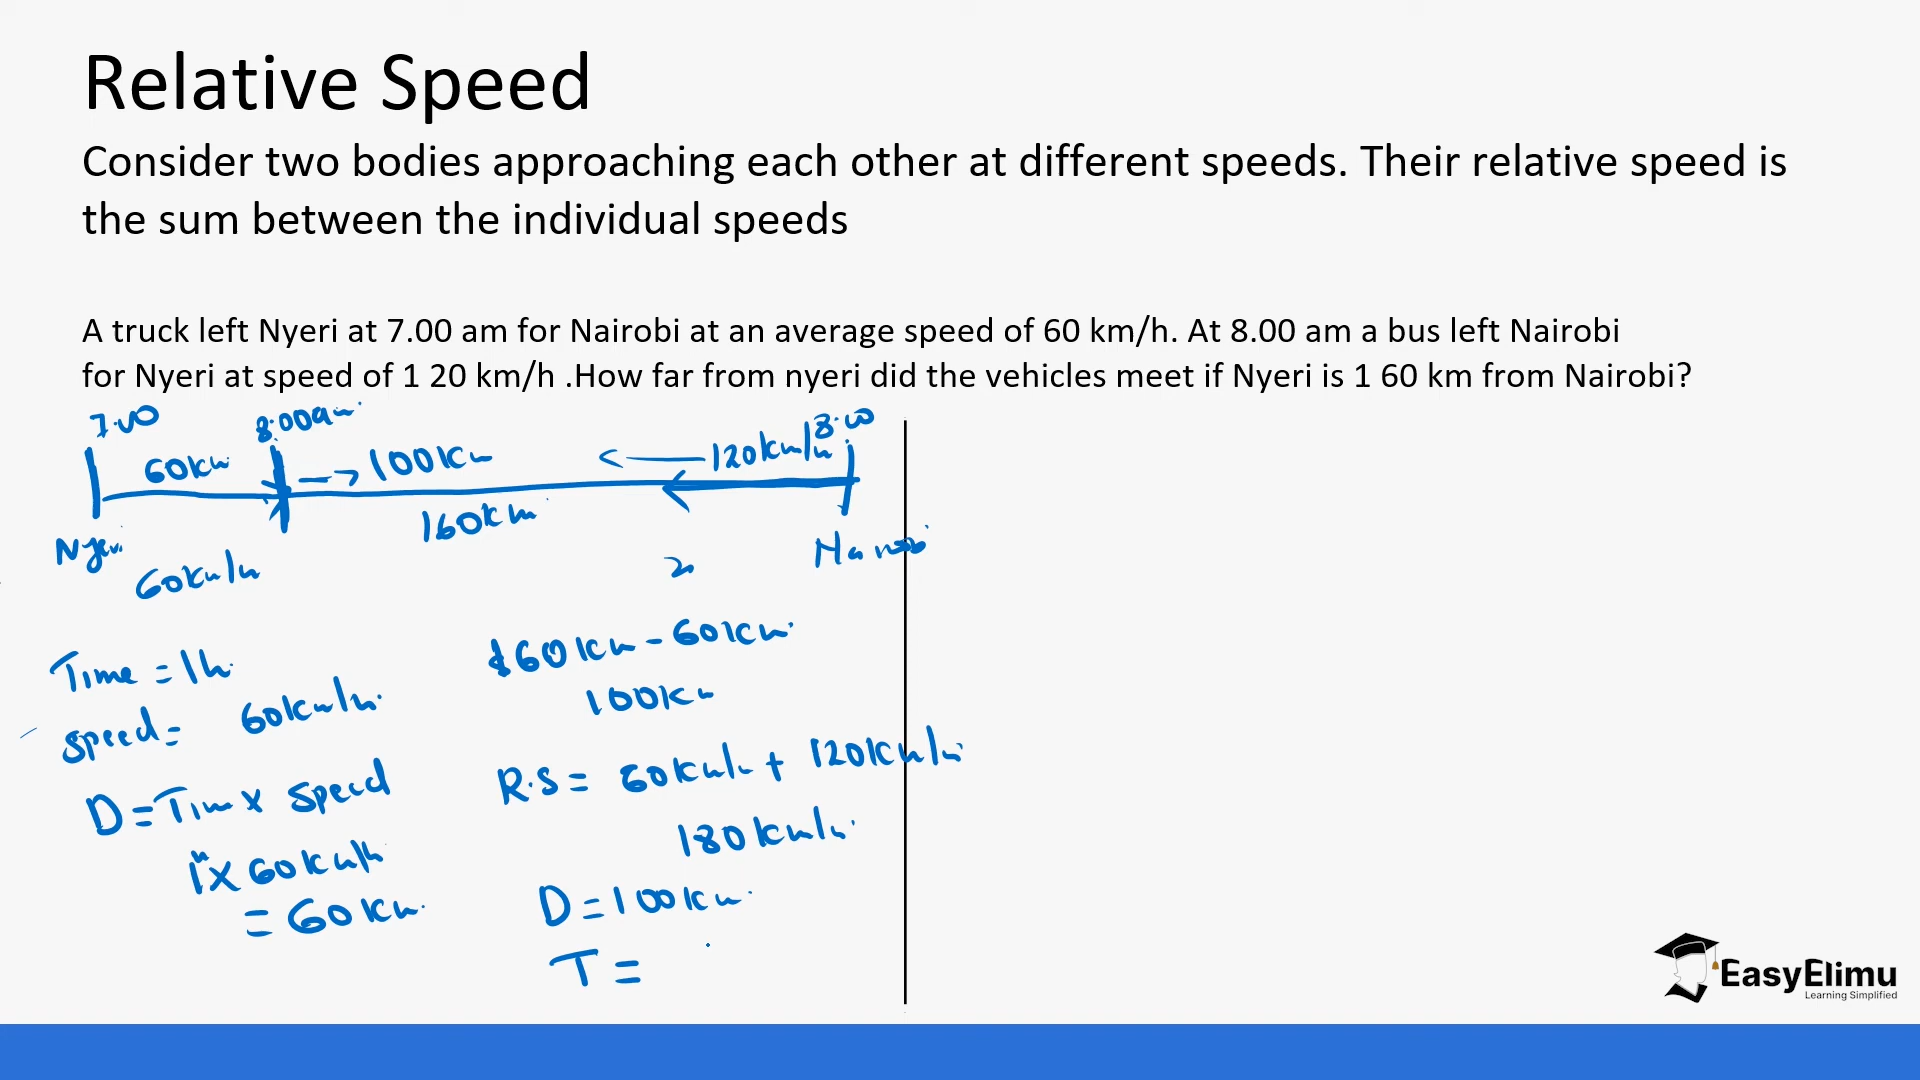 Relative Speed
Consider two bodies approaching each other at different speeds. Their relative speed is
the sum between the individual speeds
A truck left Nyeri at 7.00 am for Nairobi at an average speed of 60 km/h. At 8.00 am a bus left Nairobi
for Nyeri at speed of 1 20 km/h .How far from nyeri did the vehicles meet if Nyeri is 1 60 km from Nairobi?
7.00 8.00am 8.00
60km 100km 120km/h
160km
Nyeri Nairobi
60km/h
Time = 1h
speed = 60km/h
D = Time x speed
1h x 60km/h
= 60km
160km - 60km
100km
R.S = 60km/h + 120km/h
180km/h
D = 100km
T =
EasyElimu
Learning Simplified